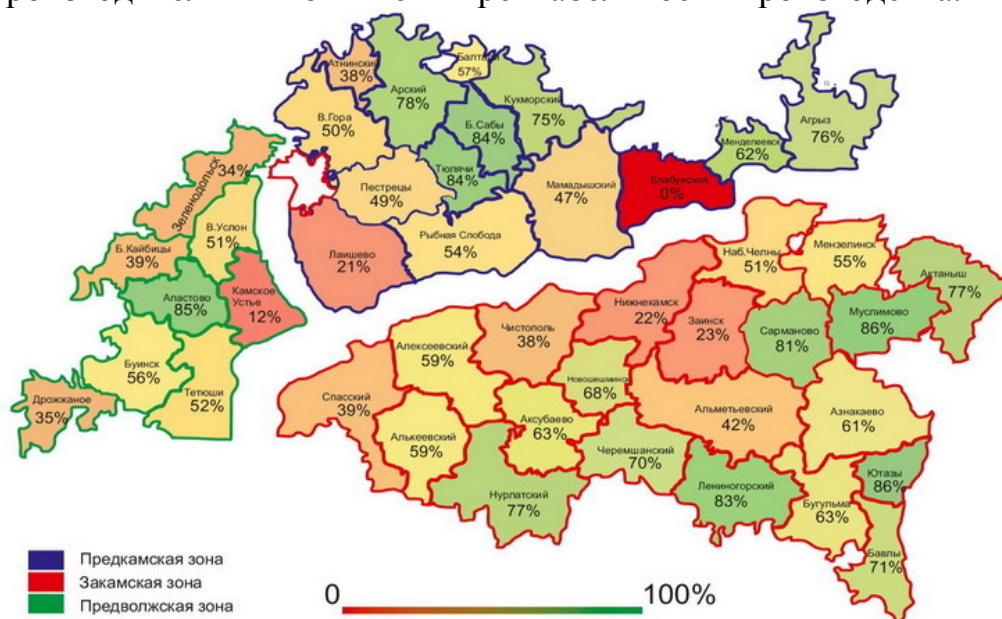 Атнинский
38%
Балтаси
57%
Арский
78%
Кукморский
75%
В.Гора
50%
Б.Сабы
84%
Тюлячи
84%
Агрыз
76%
Менделеевск
62%
Елабужский
0%
Мамадышский
47%
Пестрецы
49%
Рыбная Слобода
54%
Лаишево
21%
Зеленодольск
34%
В.Услон
51%
Б.Кайбицы
39%
Апастово
85%
Камское
Устье
12%
Буинск
56%
Тетюши
52%
Дрожжаное
35%
Наб.Челны
51%
Мензелинск
55%
Актаныш
77%
Муслимово
86%
Сарманово
81%
Заинск
23%
Нижнекамск
22%
Чистополь
38%
Алексеевский
59%
Спасский
39%
Алькеевский
59%
Аксубаево
63%
Новошешминск
68%
Черемшанский
70%
Нурлатский
77%
Альметьевский
42%
Азнакаево
61%
Лениногорский
83%
Бугульма
63%
Ютазы
86%
Бавлы
71%
Предкамская зона
Закамская зона
Предволжская зона
0 100%